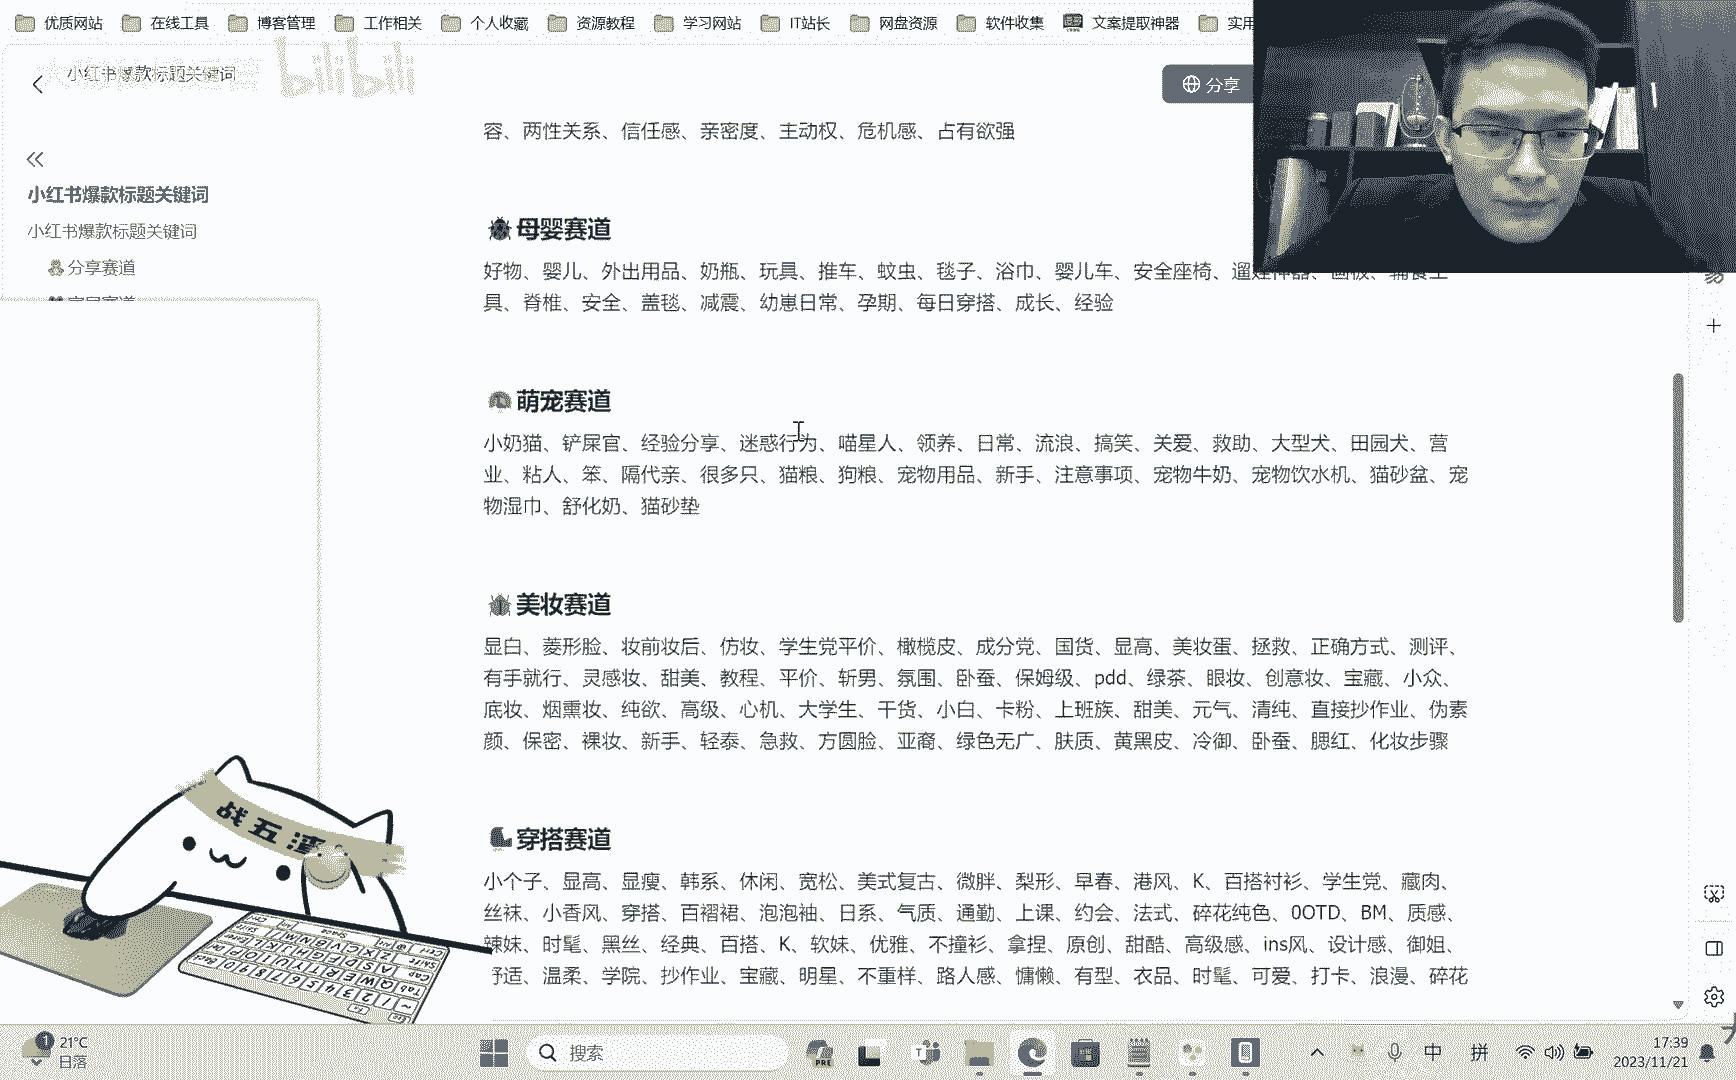 优质网站 在线工具 博客管理 工作相关 个人收藏 资源教程 学习网站 IT站长 网盘资源 软件收集 文案提取神器 实用
小红书爆款标题关键词
bilibili
分享
小红书爆款标题关键词
小红书爆款标题关键词
分享赛道
容、两性关系、信任感、亲密度、主动权、危机感、占有欲强
母婴赛道
好物、婴儿、外出用品、奶瓶、玩具、推车、蚊虫、毯子、浴巾、婴儿车、安全座椅、遛娃神器、画板、辅食工
具、脊椎、安全、盖毯、减震、幼崽日常、孕期、每日穿搭、成长、经验
萌宠赛道
小奶猫、铲屎官、经验分享、迷惑行为、喵星人、领养、日常、流浪、搞笑、关爱、救助、大型犬、田园犬、营
业、粘人、笨、隔代亲、很多只、猫粮、狗粮、宠物用品、新手、注意事项、宠物牛奶、宠物饮水机、猫砂盆、宠
物湿巾、舒化奶、猫砂垫
美妆赛道
显白、菱形脸、妆前妆后、仿妆、学生党平价、橄榄皮、成分党、国货、显高、美妆蛋、拯救、正确方式、测评、
有手就行、灵感妆、甜美、教程、平价、斩男、氛围、卧蚕、保姆级、pdd、绿茶、眼妆、创意妆、宝藏、小众、
底妆、烟熏妆、纯欲、高级、心机、大学生、干货、小白、卡粉、上班族、甜美、元气、清纯、直接抄作业、伪素
颜、保密、裸妆、新手、轻泰、急救、方圆脸、亚裔、绿色无广、肤质、黄黑皮、冷御、卧蚕、腮红、化妆步骤
穿搭赛道
小个子、显高、显瘦、韩系、休闲、宽松、美式复古、微胖、梨形、早春、港风、K、百搭衬衫、学生党、藏肉、
丝袜、小香风、穿搭、百褶裙、泡泡袖、日系、气质、通勤、上课、约会、法式、碎花纯色、0OTD、BM、质感、
辣妹、时髦、黑丝、经典、百搭、K、软妹、优雅、不撞衫、拿捏、原创、甜酷、高级感、ins风、设计感、御姐、
舒适、温柔、学院、抄作业、宝藏、明星、不重样、路人感、慵懒、有型、衣品、时髦、可爱、打卡、浪漫、碎花
战五渣
1
21°C
日落
搜索
PRE
中
拼
17:39
2023/11/21